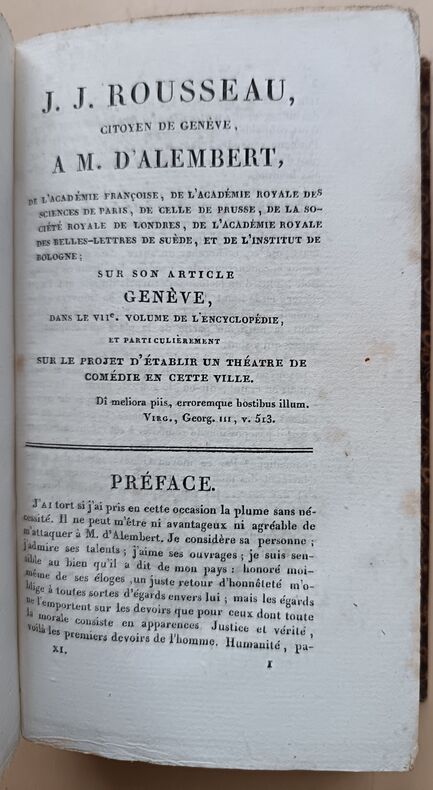 J. J. ROUSSEAU,
CITOYEN DE GENÈVE,
A M. D'ALEMBERT,
DE L'ACADÉMIE FRANÇOISE, DE L'ACADÉMIE ROYALE DES
SCIENCES DE PARIS, DE CELLE DE PRUSSE, DE LA SO-
CIÉTÉ ROYALE DE LONDRES, DE L'ACADÉMIE ROYALE
DES BELLES-LETTRES DE SUÈDE, ET DE L'INSTITUT DE
BOLOGNE;
SUR SON ARTICLE
GENÈVE,
DANS LE VIIe. VOLUME DE L'ENCYCLOPÉDIE,
ET PARTICULIÈREMENT
SUR LE PROJET D'ÉTABLIR UN THÉATRE DE
COMÉDIE EN CETTE VILLE.
Dî meliora piis, erroremque hostibus illum.
VIRG., Georg. III, v. 513.
PRÉFACE.
J'AI tort si j'ai pris en cette occasion la plume sans né-
cessité. Il ne peut m'être ni avantageux ni agréable de
m'attaquer à M. d'Alembert. Je considère sa personne;
j'admire ses talents; j'aime ses ouvrages; je suis sen-
sible au bien qu'il a dit de mon pays: honoré moi-
même de ses éloges, un juste retour d'honnêteté m'o-
blige à toutes sortes d'égards envers lui; mais les égards
ne l'emportent sur les devoirs que pour ceux dont toute
la morale consiste en apparences Justice et vérité,
voilà les premiers devoirs de l'homme. Humanité, pa-
XI. 1